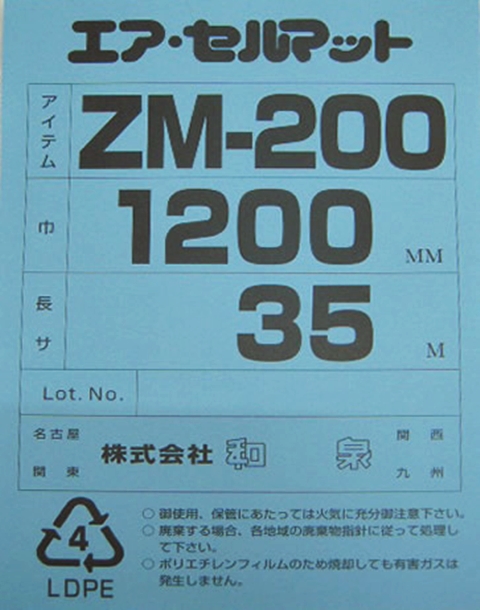 エア・セルマット
アイテム ZM-200
巾 1200 MM
長サ 35 M
Lot. No.
名古屋 関西
株式会社 和泉
関東 九州
○ 御使用、保管にあたっては火気に充分御注意下さい。
○ 廃棄する場合、各地域の廃棄物指針に従って処理し
て下さい。
○ ポリエチレンフィルムのため焼却しても有害ガスは
発生しません。
4
LDPE